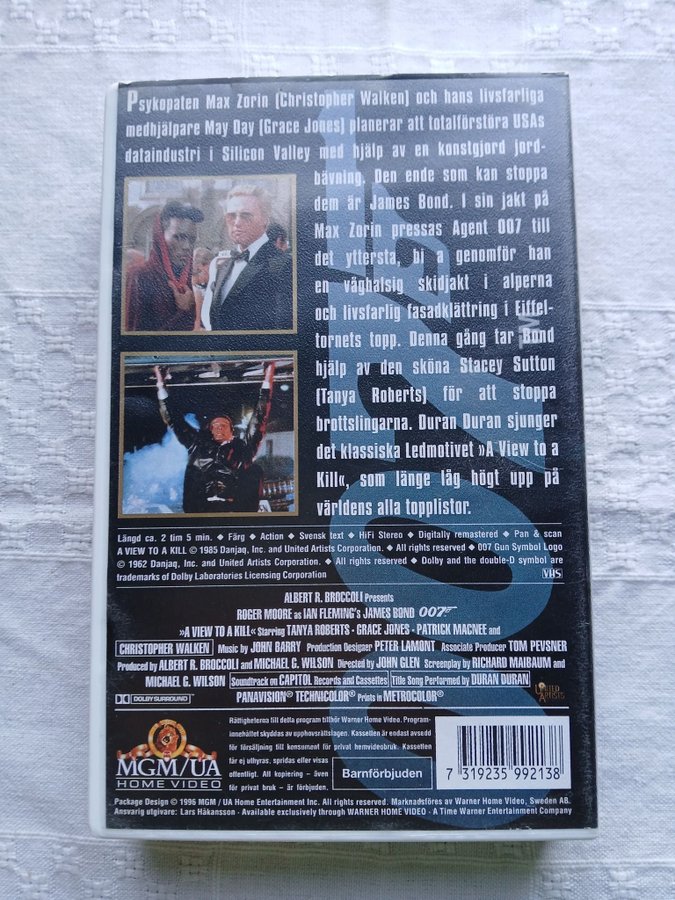 Psykopaten Max Zorin (Christopher Walken) och hans livsfarliga
medhjälpare May Day (Grace Jones) planerar att totalförstöra USAs
dataindustri i Silicon Valley med hjälp av en konstgjord jord-
bävning. Den ende som kan stoppa
dem är James Bond. I sin jakt på
Max Zorin pressas Agent 007 till
det yttersta, bl a genomför han
en våghalsig skidjakt i alperna
och livsfarlig fasadklättring i Eiffel-
tornets topp. Denna gång tar Bond
hjälp av den sköna Stacey Sutton
(Tanya Roberts) för att stoppa
brottslingarna. Duran Duran sjunger
det klassiska Ledmotivet »A View to a
Kill«, som länge låg högt upp på
världens alla topplistor.
007
TM
Längd ca. 2 tim 5 min. ◆ Färg ◆ Action ◆ Svensk text ◆ HiFi Stereo ◆ Digitally remastered ◆ Pan & scan
A VIEW TO A KILL © 1985 Danjaq, Inc. and United Artists Corporation. ◆ All rights reserved ◆ 007 Gun Symbol Logo
© 1962 Danjaq, Inc. and United Artists Corporation. ◆ All rights reserved. ◆ Dolby and the double-D symbol are
trademarks of Dolby Laboratories Licensing Corporation
VHS
ALBERT R. BROCCOLI Presents
ROGER MOORE as IAN FLEMING's JAMES BOND 007
»A VIEW TO A KILL« Starring TANYA ROBERTS · GRACE JONES · PATRICK MACNEE and
CHRISTOPHER WALKEN Music by JOHN BARRY Production Designer PETER LAMONT Associate Producer TOM PEVSNER
Produced by ALBERT R. BROCCOLI and MICHAEL G. WILSON Directed by JOHN GLEN Screenplay by RICHARD MAIBAUM and
MICHAEL G. WILSON Soundtrack on CAPITOL Records and Cassettes Title Song Performed by DURAN DURAN
DOLBY SURROUND PANAVISION® TECHNICOLOR® Prints in METROCOLOR®
UNITED ARTISTS
MGM/UA
HOME VIDEO
Rättigheterna till detta program tillhör Warner Home Video. Program-
innehållet skyddas av upphovsrättslagen. Kassetten är endast avsedd
för försäljning till konsument för privat hemvideobruk. Kassetten
får ej uthyras, spridas eller visas
offentligt. All kopiering – även
för privat bruk – är förbjuden.
Barnförbjuden
7 319235 992138
Package Design © 1996 MGM / UA Home Entertainment Inc. All rights reserved. Marknadsföres av Warner Home Video, Sweden AB.
Ansvarig utgivare: Lars Håkansson · Available exclusively through WARNER HOME VIDEO · A Time Warner Entertainment Company